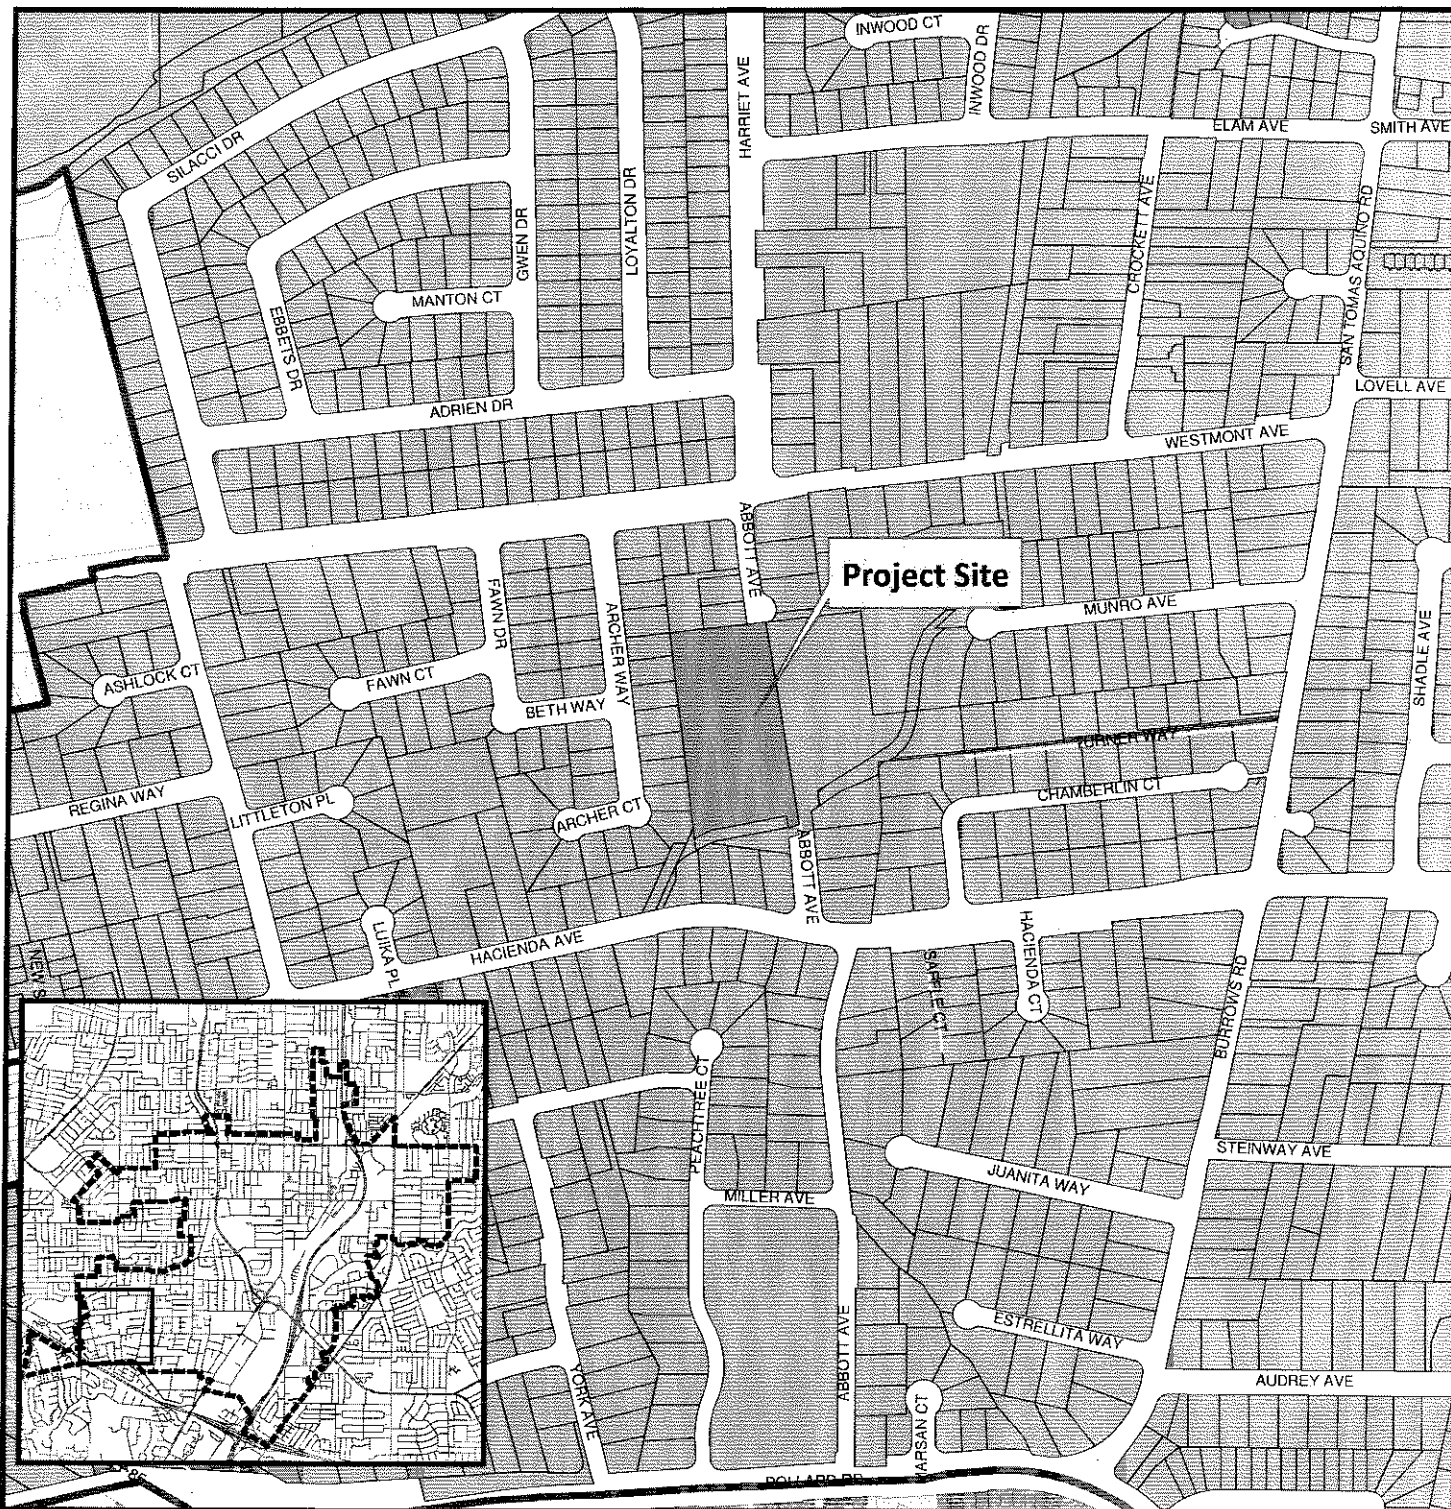 INWOOD CT
INWOOD DR
HARRIET AVE
ELAM AVE
SMITH AVE
SILACCI DR
LOYALTON DR
GWEN DR
CROCKETT AVE
SAN TOMAS AQUINO RD
MANTON CT
EBBETS DR
LOVELL AVE
ADRIEN DR
WESTMONT AVE
ABBOTT AVE
Project Site
FAWN DR
ARCHER WAY
MUNRO AVE
SHADLE AVE
ASHLOCK CT
FAWN CT
BETH WAY
TURNER WAY
REGINA WAY
LITTLETON PL
CHAMBERLIN CT
ARCHER CT
ABBOTT AVE
LUIKA PL
HACIENDA AVE
HACIENDA CT
NEW S
BURROWS RD
PEACHTREE CT
STEINWAY AVE
JUANITA WAY
MILLER AVE
ESTRELLITA WAY
ABBOTT AVE
YORK AVE
AUDREY AVE
MARSAN CT
POLLARD RD